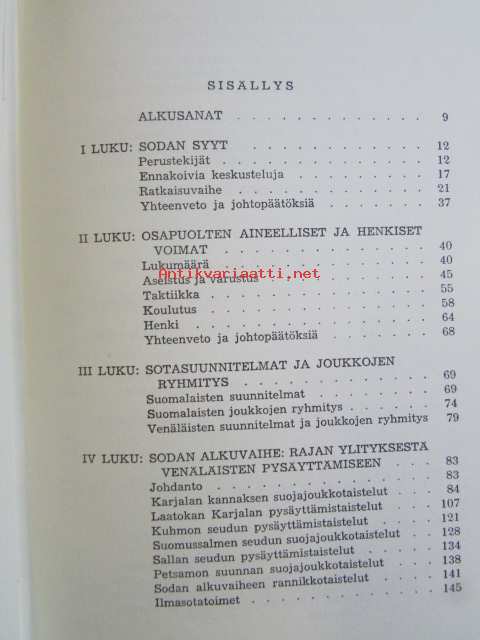 SISÄLLYS
ALKUSANAT . . . . . . . . . . . . 9
I LUKU: SODAN SYYT . . . . . . . . . . . 12
Perustekijät . . . . . . . . . . . . 12
Ennakoivia keskusteluja . . . . . . . . 17
Ratkaisuvaihe . . . . . . . . . . . 21
Yhteenveto ja johtopäätöksiä . . . . . . 37
II LUKU: OSAPUOLTEN AINEELLISET JA HENKISET
VOIMAT . . . . . . . . . . . . 40
Lukumäärä . . . . . . . . . . . . 40
Antikvariaatti.net
Aseistus ja varustus . . . . . . . . . 45
Taktiikka . . . . . . . . . . . . 55
Koulutus . . . . . . . . . . . . 58
Henki . . . . . . . . . . . . . 64
Yhteenveto ja johtopäätöksiä . . . . . . 68
III LUKU: SOTASUUNNITELMAT JA JOUKKOJEN
RYHMITYS . . . . . . . . . . . 69
Suomalaisten suunnitelmat . . . . . . . 69
Suomalaisten joukkojen ryhmitys . . . . . 74
Venäläisten suunnitelmat ja joukkojen ryhmitys 79
IV LUKU: SODAN ALKUVAIHE: RAJAN YLITYKSESTÄ
VENÄLÄISTEN PYSÄYTTÄMISEEN . . . 83
Johdanto . . . . . . . . . . . . 83
Karjalan kannaksen suojajoukkotaistelut . . . 84
Laatokan Karjalan pysäyttämistaistelut . . . 107
Kuhmon seudun pysäyttämistaistelut . . . . 121
Suomussalmen seudun suojajoukkotaistelut . . 128
Sallan seudun pysäyttämistaistelut . . . . 134
Petsamon suunnan suojajoukkotaistelut . . . 138
Sodan alkuvaiheen rannikkotaistelut . . . . 141
Ilmasotatoimet . . . . . . . . . . 145